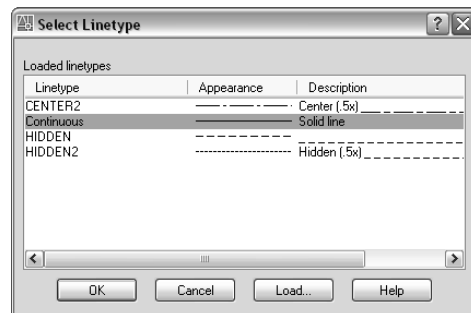 Select Linetype
Loaded linetypes
Linetype Appearance Description
CENTER2 Center (.5x)
Continuous Solid line
HIDDEN
HIDDEN2 Hidden (.5x)
OK Cancel Load... Help